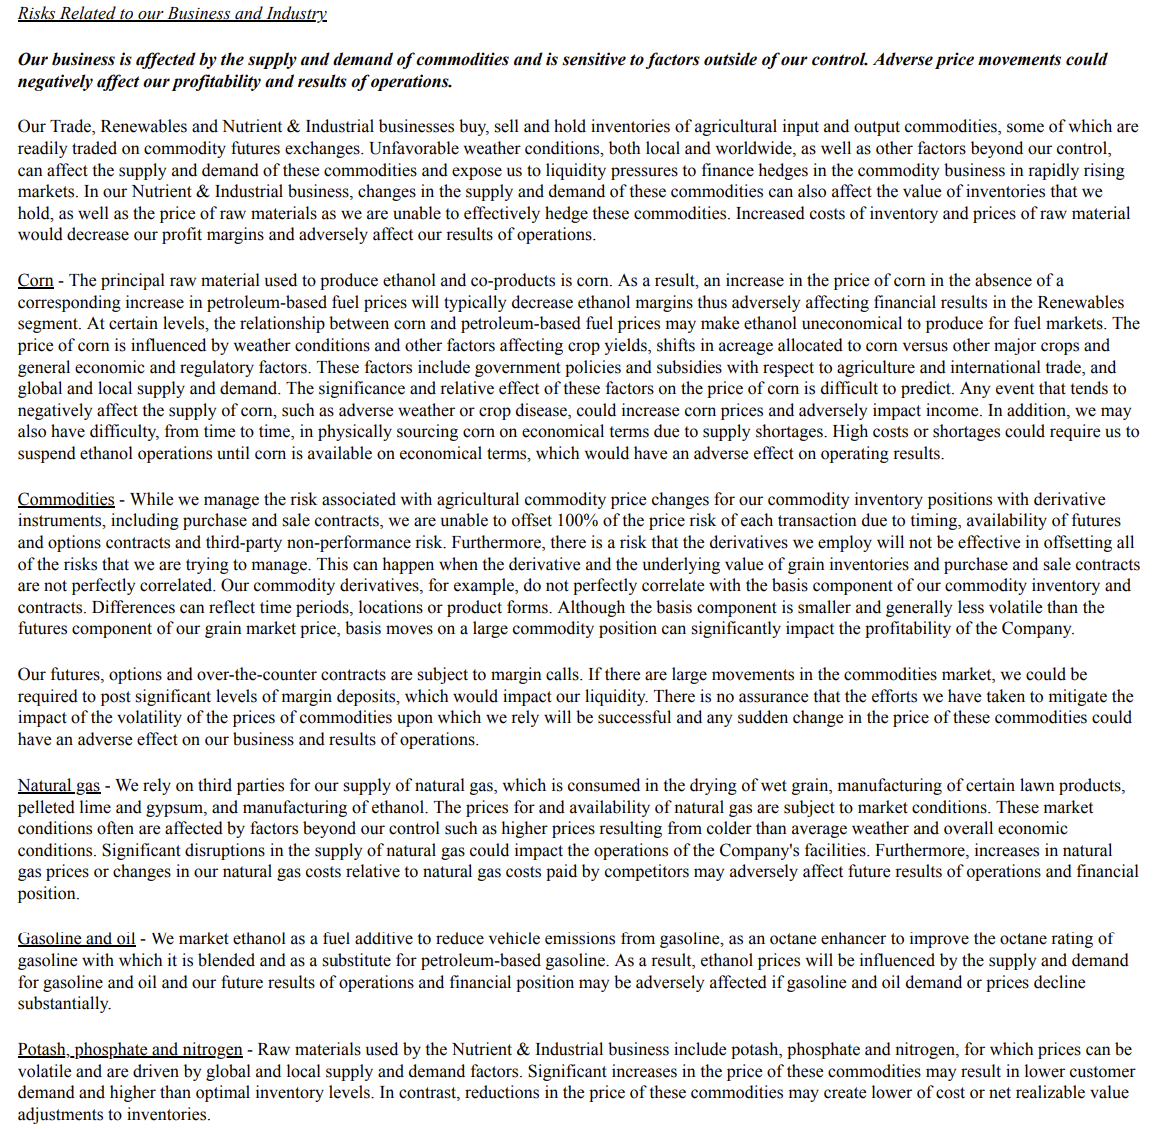 Risks Related to our Business and Industry
Our business is affected by the supply and demand of commodities and is sensitive to factors outside of our control. Adverse price movements could
negatively affect our profitability and results of operations.
Our Trade, Renewables and Nutrient & Industrial businesses buy, sell and hold inventories of agricultural input and output commodities, some of which are
readily traded on commodity futures exchanges. Unfavorable weather conditions, both local and worldwide, as well as other factors beyond our control,
can affect the supply and demand of these commodities and expose us to liquidity pressures to finance hedges in the commodity business in rapidly rising
markets. In our Nutrient & Industrial business, changes in the supply and demand of these commodities can also affect the value of inventories that we
hold, as well as the price of raw materials as we are unable to effectively hedge these commodities. Increased costs of inventory and prices of raw material
would decrease our profit margins and adversely affect our results of operations.
Corn - The principal raw material used to produce ethanol and co-products is corn. As a result, an increase in the price of corn in the absence of a
corresponding increase in petroleum-based fuel prices will typically decrease ethanol margins thus adversely affecting financial results in the Renewables
segment. At certain levels, the relationship between corn and petroleum-based fuel prices may make ethanol uneconomical to produce for fuel markets. The
price of corn is influenced by weather conditions and other factors affecting crop yields, shifts in acreage allocated to corn versus other major crops and
general economic and regulatory factors. These factors include government policies and subsidies with respect to agriculture and international trade, and
global and local supply and demand. The significance and relative effect of these factors on the price of corn is difficult to predict. Any event that tends to
negatively affect the supply of corn, such as adverse weather or crop disease, could increase corn prices and adversely impact income. In addition, we may
also have difficulty, from time to time, in physically sourcing corn on economical terms due to supply shortages. High costs or shortages could require us to
suspend ethanol operations until corn is available on economical terms, which would have an adverse effect on operating results.
Commodities - While we manage the risk associated with agricultural commodity price changes for our commodity inventory positions with derivative
instruments, including purchase and sale contracts, we are unable to offset 100% of the price risk of each transaction due to timing, availability of futures
and options contracts and third-party non-performance risk. Furthermore, there is a risk that the derivatives we employ will not be effective in offsetting all
of the risks that we are trying to manage. This can happen when the derivative and the underlying value of grain inventories and purchase and sale contracts
are not perfectly correlated. Our commodity derivatives, for example, do not perfectly correlate with the basis component of our commodity inventory and
contracts. Differences can reflect time periods, locations or product forms. Although the basis component is smaller and generally less volatile than the
futures component of our grain market price, basis moves on a large commodity position can significantly impact the profitability of the Company.
Our futures, options and over-the-counter contracts are subject to margin calls. If there are large movements in the commodities market, we could be
required to post significant levels of margin deposits, which would impact our liquidity. There is no assurance that the efforts we have taken to mitigate the
impact of the volatility of the prices of commodities upon which we rely will be successful and any sudden change in the price of these commodities could
have an adverse effect on our business and results of operations.
Natural gas - We rely on third parties for our supply of natural gas, which is consumed in the drying of wet grain, manufacturing of certain lawn products,
pelleted lime and gypsum, and manufacturing of ethanol. The prices for and availability of natural gas are subject to market conditions. These market
conditions often are affected by factors beyond our control such as higher prices resulting from colder than average weather and overall economic
conditions. Significant disruptions in the supply of natural gas could impact the operations of the Company's facilities. Furthermore, increases in natural
gas prices or changes in our natural gas costs relative to natural gas costs paid by competitors may adversely affect future results of operations and financial
position.
Gasoline and oil - We market ethanol as a fuel additive to reduce vehicle emissions from gasoline, as an octane enhancer to improve the octane rating of
gasoline with which it is blended and as a substitute for petroleum-based gasoline. As a result, ethanol prices will be influenced by the supply and demand
for gasoline and oil and our future results of operations and financial position may be adversely affected if gasoline and oil demand or prices decline
substantially.
Potash, phosphate and nitrogen - Raw materials used by the Nutrient & Industrial business include potash, phosphate and nitrogen, for which prices can be
volatile and are driven by global and local supply and demand factors. Significant increases in the price of these commodities may result in lower customer
demand and higher than optimal inventory levels. In contrast, reductions in the price of these commodities may create lower of cost or net realizable value
adjustments to inventories.